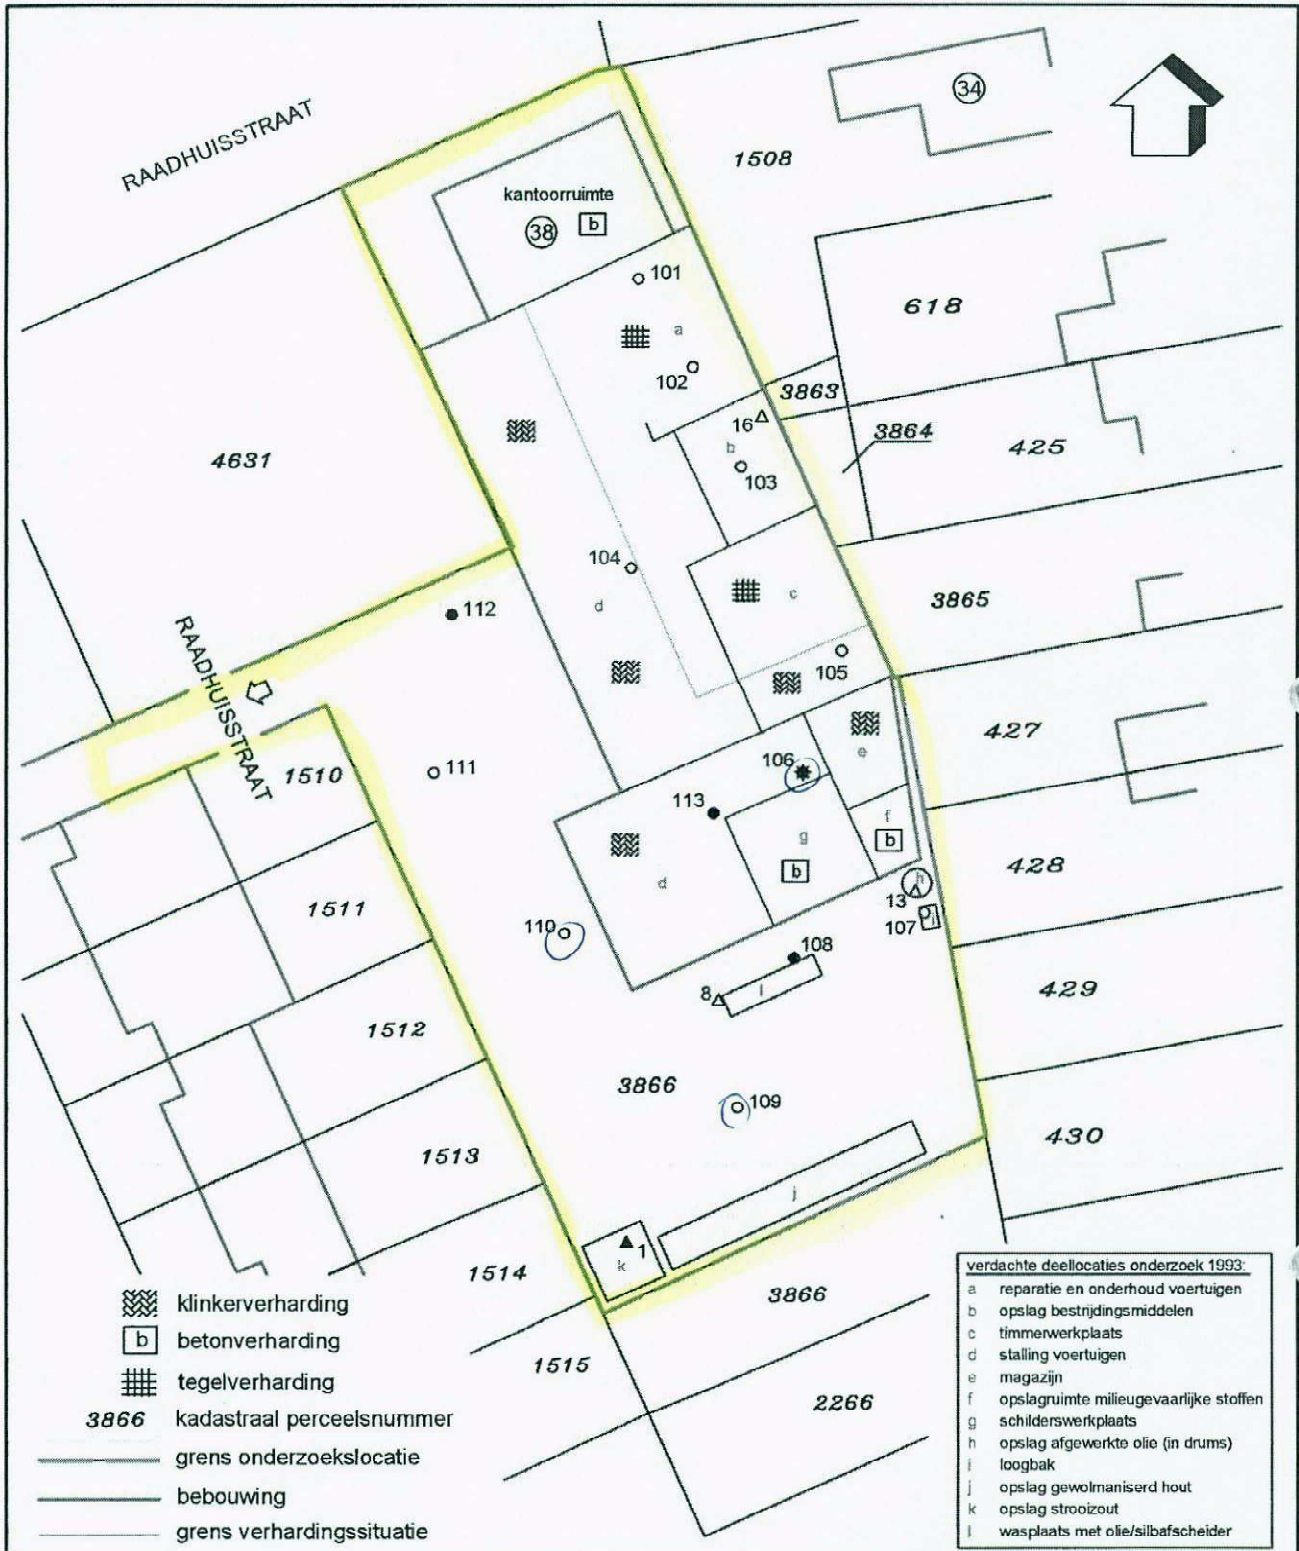 RAADHUISSTRAAT
34
1508
kantoorruimte
38 b
101
618
a
102
3863
16
3864
b
4631
425
103
104
c
3865
112
d
RAADHUISSTRAAT
105
427
e
106
1510
111
113
f
b
g
428
b
h
d
1511
13
107
i
110
108
8
l
429
1512
3866
109
430
1513
j
1
k
1514
3866
1515
2266
klinkerverharding
b betonverharding
tegelverharding
3866 kadastraal perceelsnummer
grens onderzoekslocatie
bebouwing
grens verhardingssituatie
verdachte deellocaties onderzoek 1993:
a reparatie en onderhoud voertuigen
b opslag bestrijdingsmiddelen
c timmerwerkplaats
d stalling voertuigen
e magazijn
f opslagruimte milieugevaarlijke stoffen
g schilderswerkplaats
h opslag afgewerkte olie (in drums)
i loogbak
j opslag gewolmaniserd hout
k opslag strooizout
l wasplaats met olie/slibafscheider